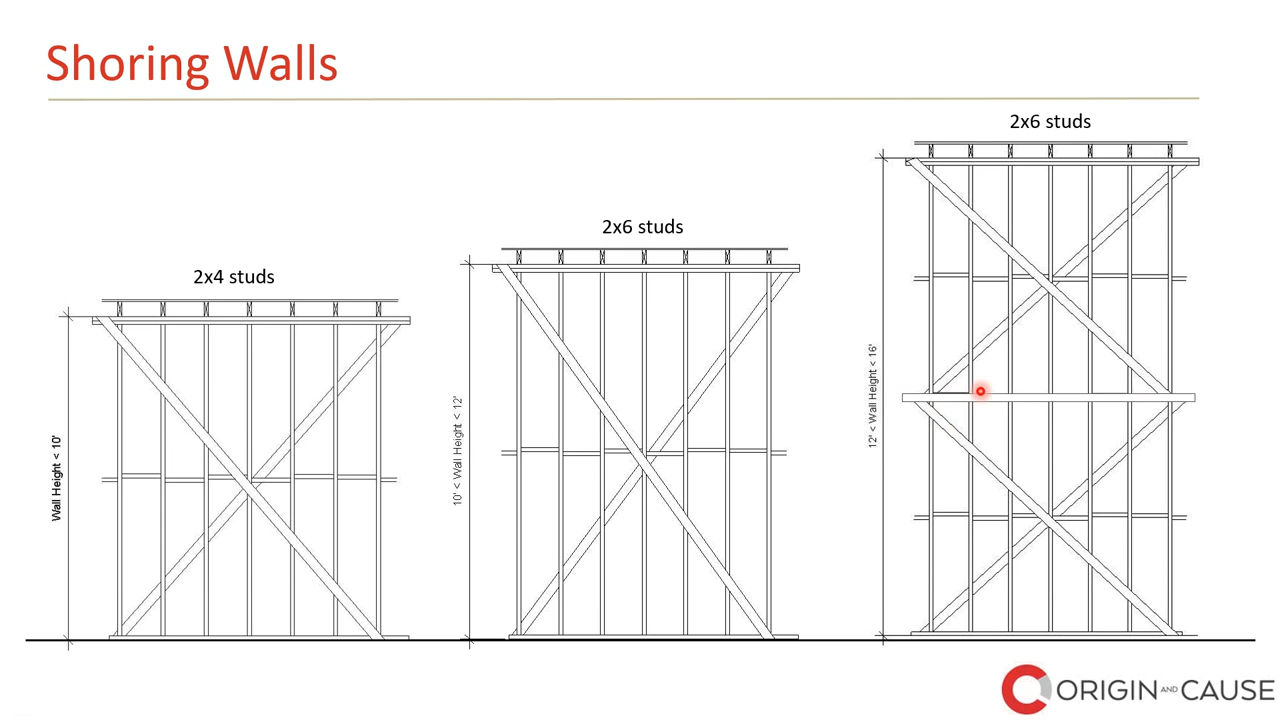 Shoring Walls
2x4 studs
2x6 studs
2x6 studs
Wall Height < 10'
10' < Wall Height < 12'
12' < Wall Height < 16'
ORIGIN AND CAUSE